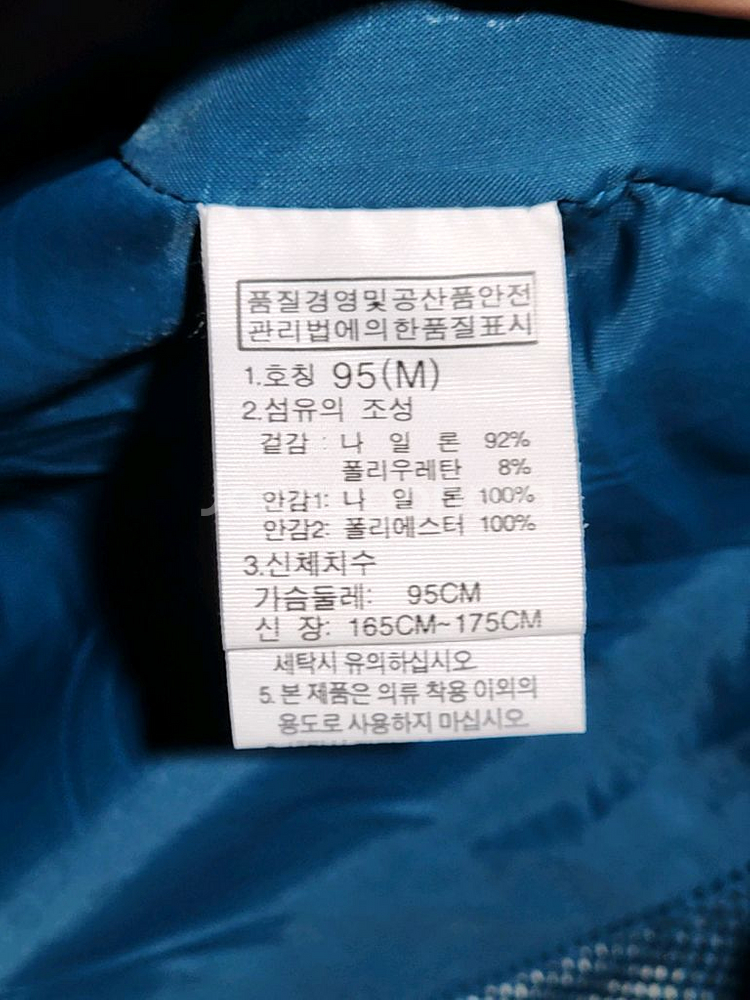 품질경영및공산품안전
관리법에의한품질표시
1.호칭 95(M)
2.섬유의 조성
겉감 : 나 일 론 92%
폴리우레탄 8%
안감1: 나 일 론 100%
안감2: 폴리에스터 100%
3.신체치수
가슴둘레: 95CM
신 장: 165CM~175CM
세탁시 유의하십시오
5. 본 제품은 의류 착용 이외의
용도로 사용하지 마십시오